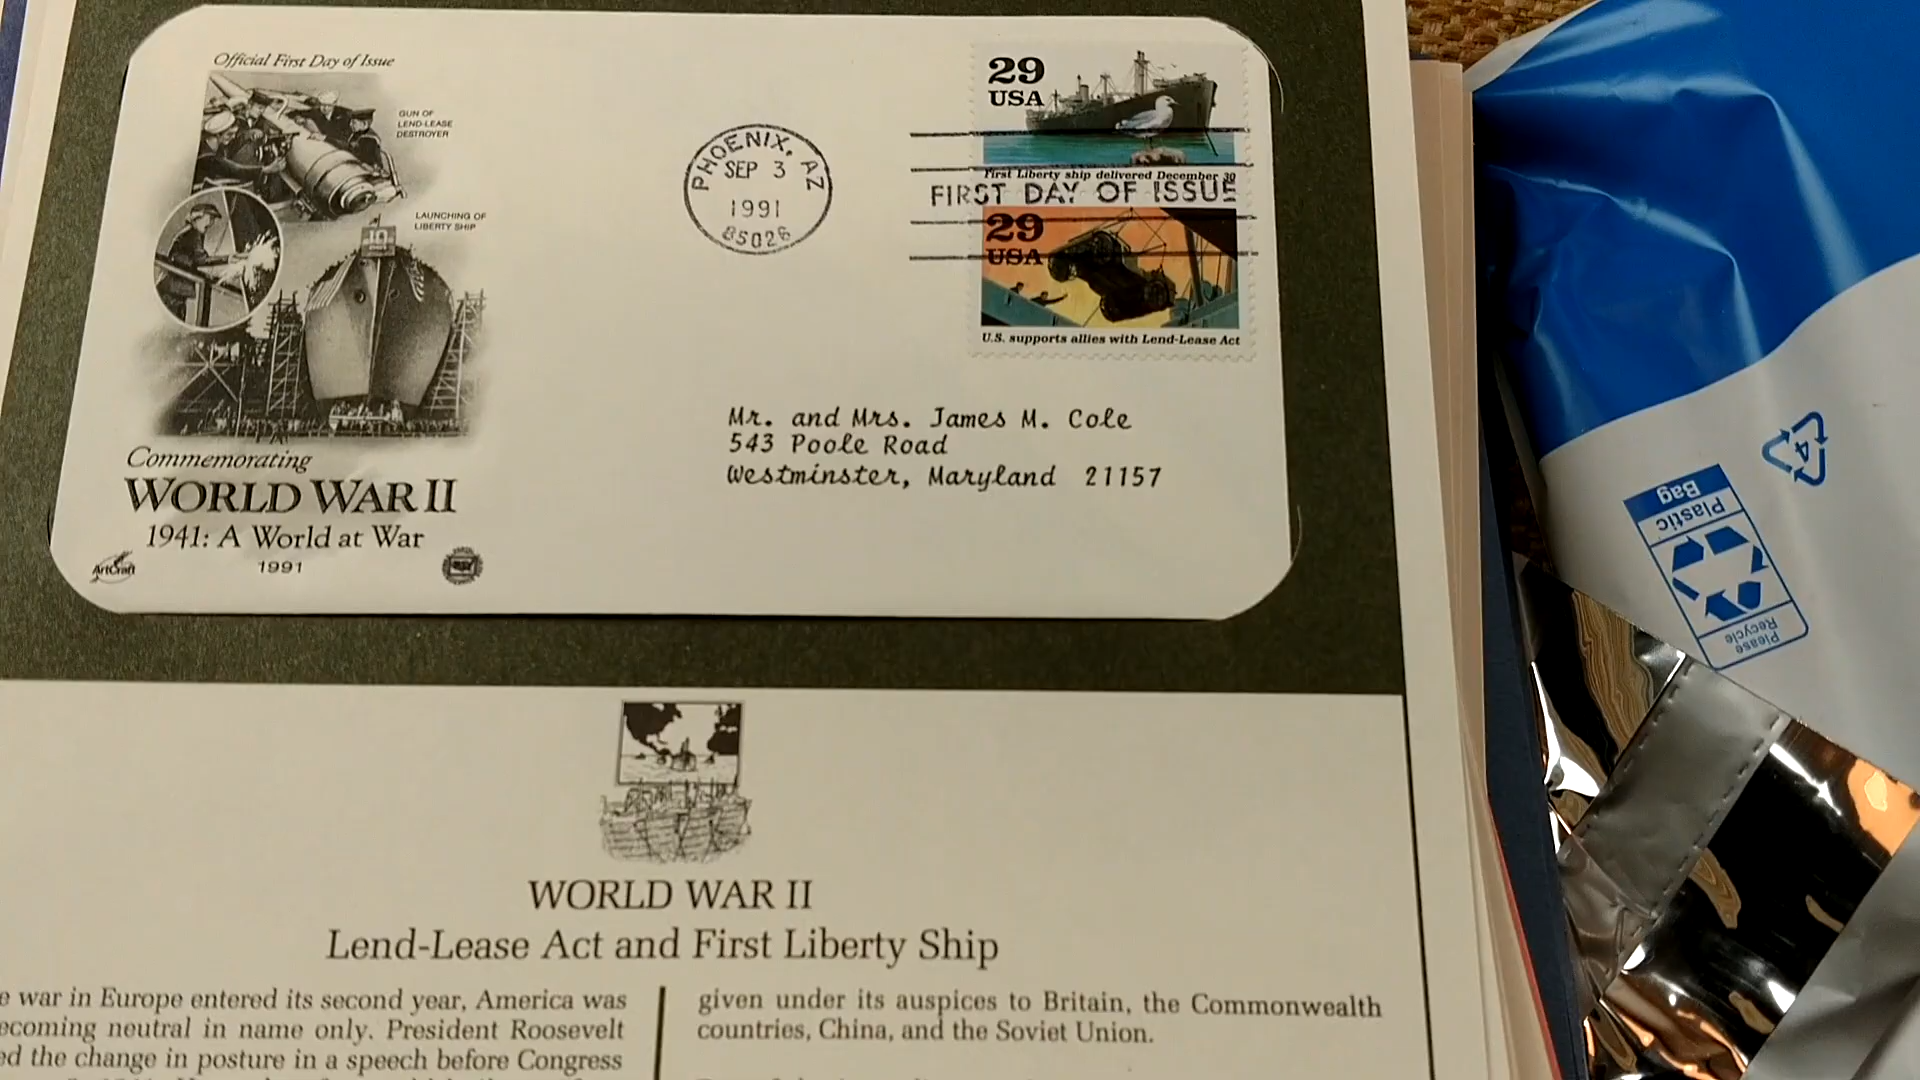 Official First Day of Issue
GUN OF
LEND-LEASE
DESTROYER
LAUNCHING OF
LIBERTY SHIP
Commemorating
WORLD WAR II
1941: A World at War
1991
ArtCraft
PHOENIX, AZ
SEP 3
1991
85026
29
USA
First Liberty ship delivered December 30
FIRST DAY OF ISSUE
29
USA
U.S. supports allies with Lend-Lease Act
Mr. and Mrs. James M. Cole
543 Poole Road
Westminster, Maryland 21157
WORLD WAR II
Lend-Lease Act and First Liberty Ship
war in Europe entered its second year, America was
neutral in name only. President Roosevelt
the change in posture in a speech before Congress
given under its auspices to Britain, the Commonwealth
countries, China, and the Soviet Union.
4
Plastic
Bag
Please
Recycle